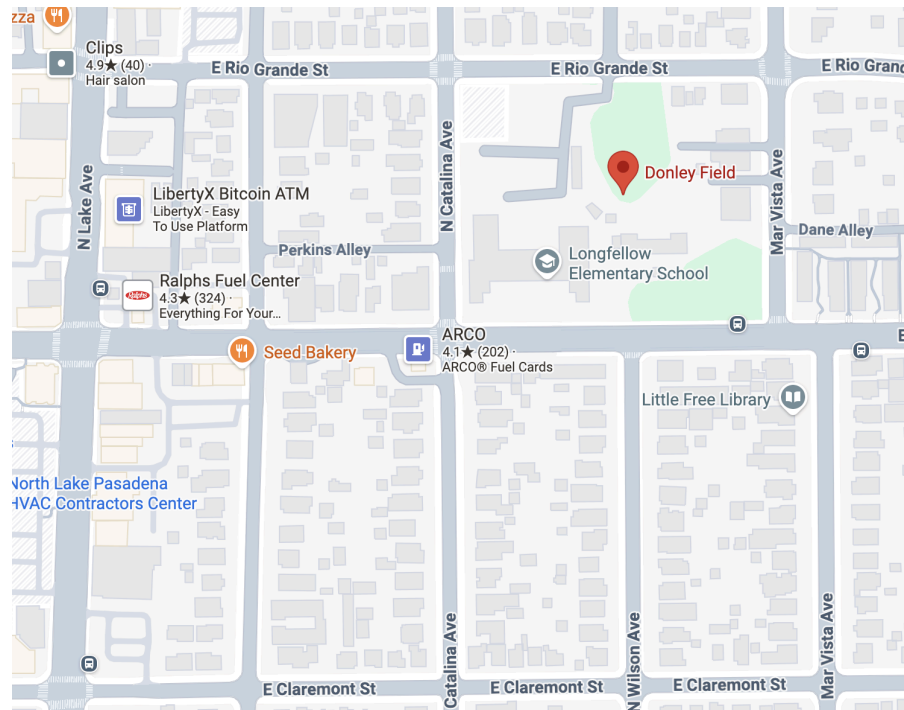 zza
Clips
4.9★ (40) ·
Hair salon
E Rio Grande St
E Rio Grande St
E Rio Grand
N Lake Ave
N Catalina Ave
Mar Vista Ave
Donley Field
LibertyX Bitcoin ATM
LibertyX - Easy
To Use Platform
Perkins Alley
Dane Alley
Longfellow
Elementary School
Ralphs Fuel Center
4.3★ (324) ·
Everything For Your…
Ralphs
Seed Bakery
ARCO
4.1★ (202) ·
ARCO® Fuel Cards
E
Little Free Library
s
North Lake Pasadena
HVAC Contractors Center
Catalina Ave
N Wilson Ave
Mar Vista Ave
E Claremont St
E Claremont St
E Claremont St